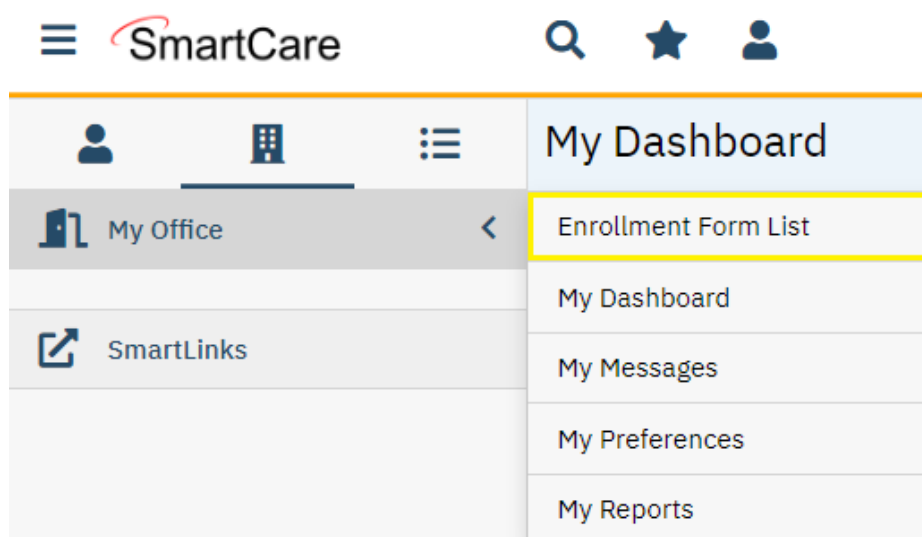 SmartCare
My Dashboard
My Office
Enrollment Form List
My Dashboard
SmartLinks
My Messages
My Preferences
My Reports